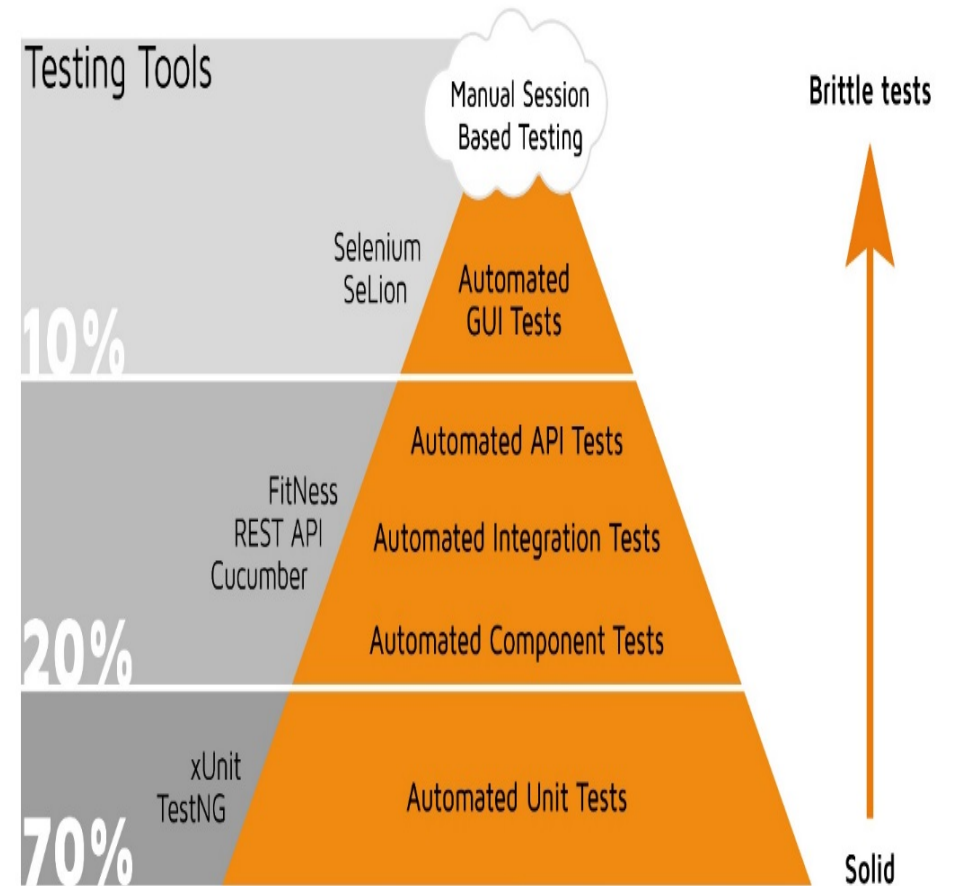 Testing Tools
Manual Session
Based Testing
Brittle tests
Selenium
SeLion
Automated
GUI Tests
10%
Automated API Tests
FitNess
REST API
Cucumber
Automated Integration Tests
Automated Component Tests
20%
xUnit
TestNG
Automated Unit Tests
70%
Solid